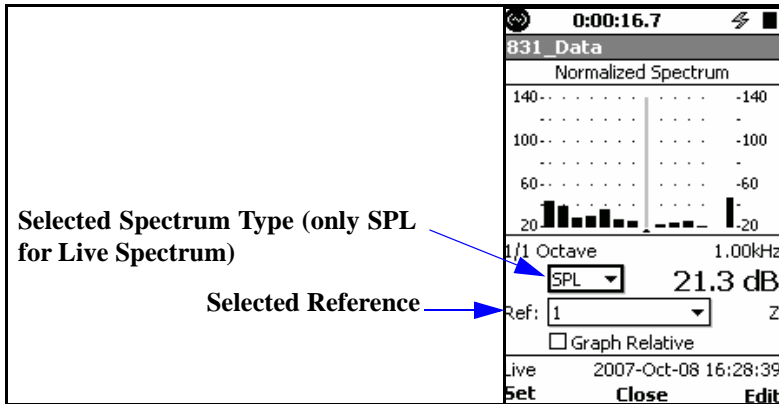 0:00:16.7
831_Data
Normalized Spectrum
140 -140
100 -100
60 -60
20 -20
1/1 Octave 1.00kHz
Selected Spectrum Type (only SPL
for Live Spectrum)
SPL 21.3 dB
Selected Reference
Ref: 1 Z
Graph Relative
Live 2007-Oct-08 16:28:39
Set Close Edit